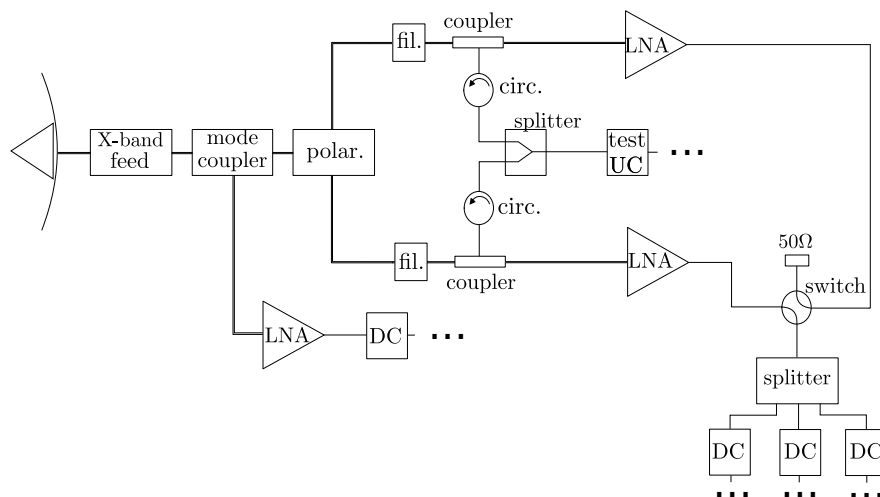 coupler
fil.
LNA
circ.
X-band
feed
mode
coupler
polar.
splitter
test
UC
...
circ.
fil.
coupler
LNA
50Ω
switch
LNA
DC
...
splitter
DC
DC
DC
...
...
...